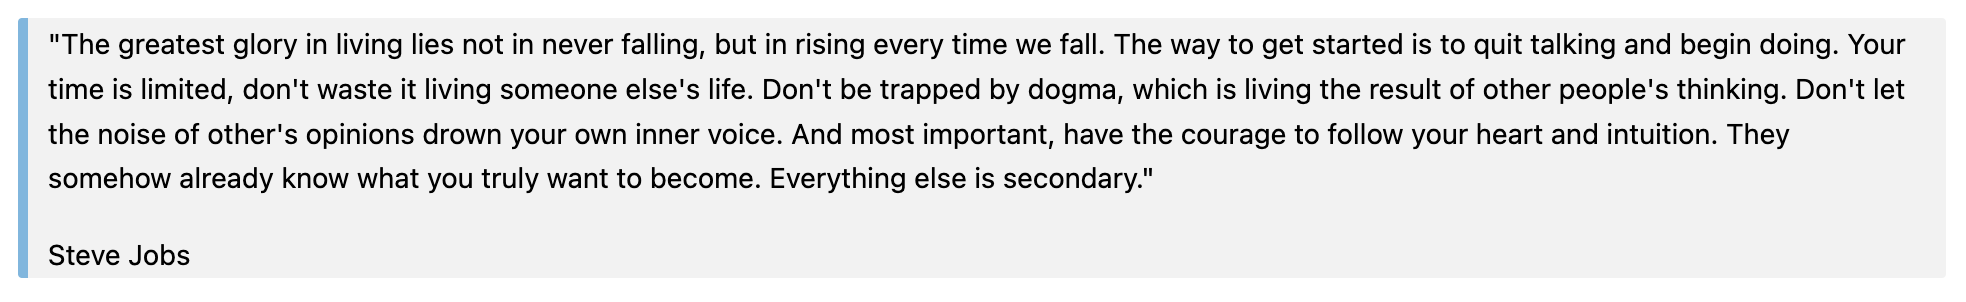 "The greatest glory in living lies not in never falling, but in rising every time we fall. The way to get started is to quit talking and begin doing. Your
time is limited, don't waste it living someone else's life. Don't be trapped by dogma, which is living the result of other people's thinking. Don't let
the noise of other's opinions drown your own inner voice. And most important, have the courage to follow your heart and intuition. They
somehow already know what you truly want to become. Everything else is secondary."
Steve Jobs